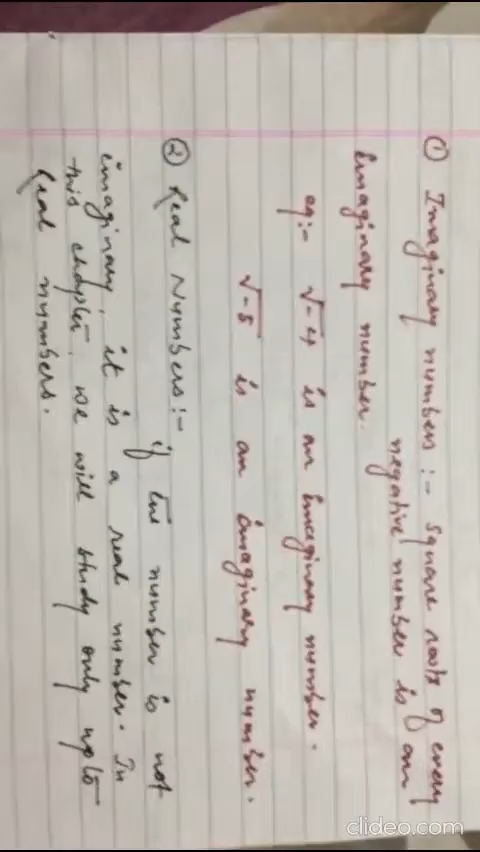 ① Imaginary numbers :- Square roots of every
negative number is an
imaginary number.
eg:- √-4 is an imaginary number.
√-5 is an imaginary number.
② Real Numbers :- if the number is not
imaginary, it is a real number. In
this chapter we will study only upto
Real numbers.
clideo.com